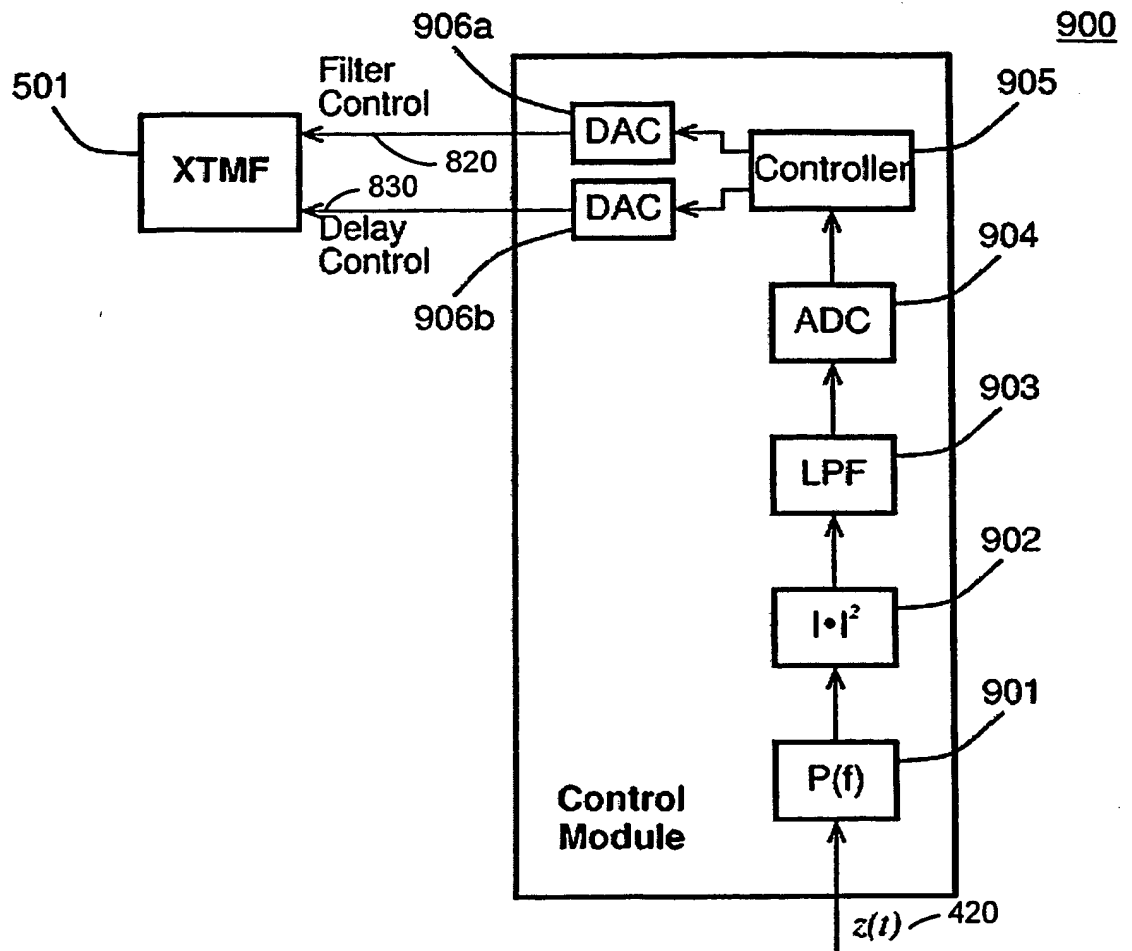 900
906a
501
Filter
Control
905
DAC
Controller
XTMF
820
830
DAC
Delay
Control
904
906b
ADC
903
LPF
902
|•|²
901
P(f)
Control
Module
z(t)
420